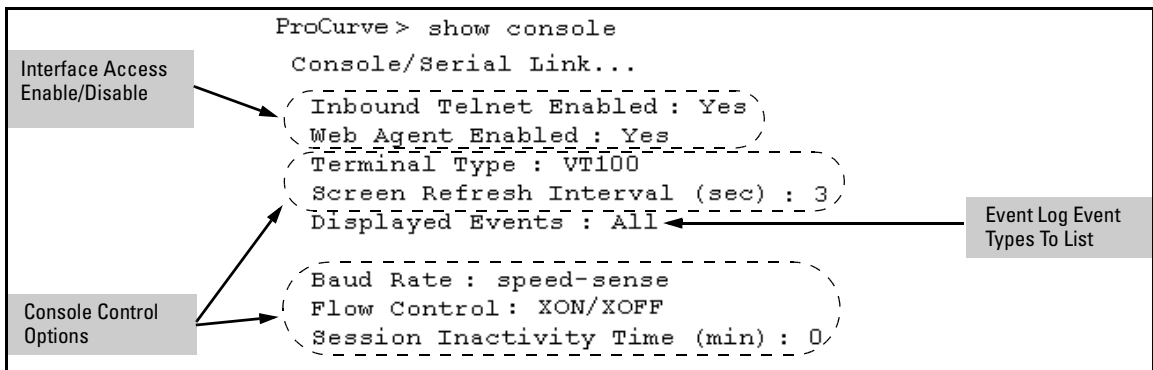 ProCurve> show console
Console/Serial Link...
Interface Access
Enable/Disable
Inbound Telnet Enabled : Yes
Web Agent Enabled : Yes
Terminal Type : VT100
Screen Refresh Interval (sec) : 3
Displayed Events : All
Event Log Event
Types To List
Baud Rate : speed-sense
Flow Control : XON/XOFF
Session Inactivity Time (min) : 0
Console Control
Options